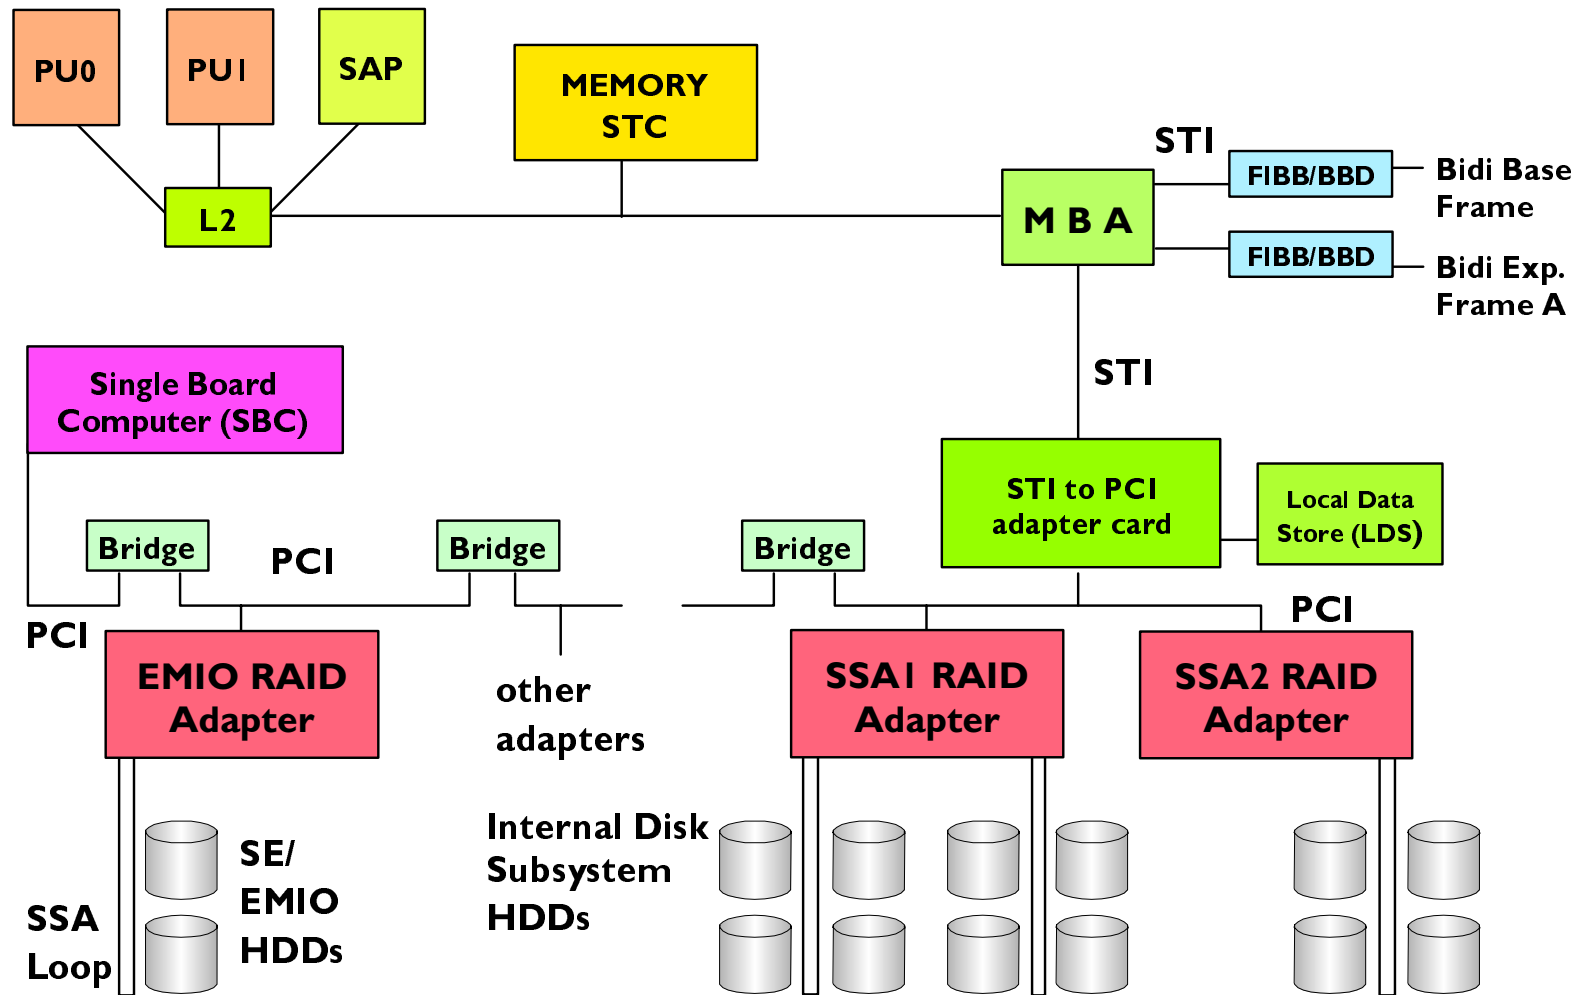 PU0
PU1
SAP
MEMORY
STC
L2
M B A
STI
FIBB/BBD
Bidi Base
Frame
FIBB/BBD
Bidi Exp.
Frame A
STI
Single Board
Computer (SBC)
STI to PCI
adapter card
Local Data
Store (LDS)
Bridge
PCI
Bridge
Bridge
PCI
PCI
EMIO RAID
Adapter
other
adapters
SSA1 RAID
Adapter
SSA2 RAID
Adapter
SSA
Loop
SE/
EMIO
HDDs
Internal Disk
Subsystem
HDDs